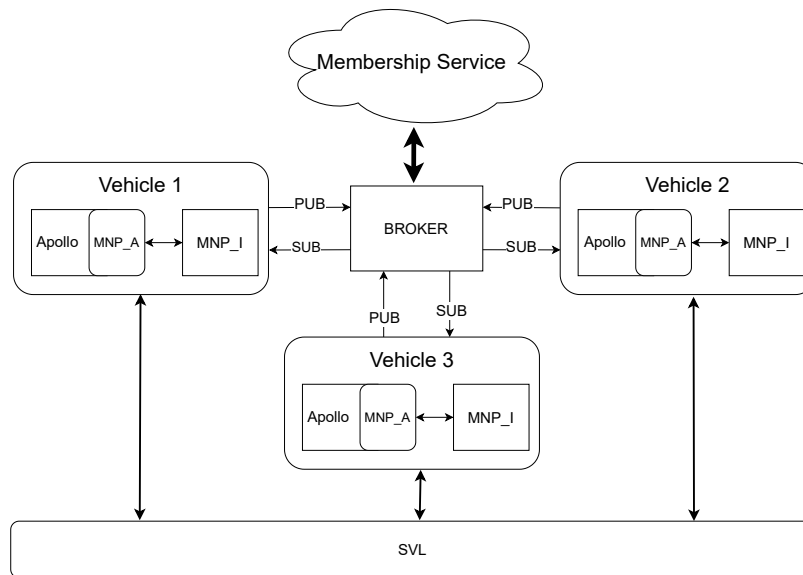 Membership Service
Vehicle 1
Apollo
MNP_A
MNP_I
PUB
SUB
BROKER
PUB
SUB
Vehicle 2
Apollo
MNP_A
MNP_I
PUB
SUB
Vehicle 3
Apollo
MNP_A
MNP_I
SVL